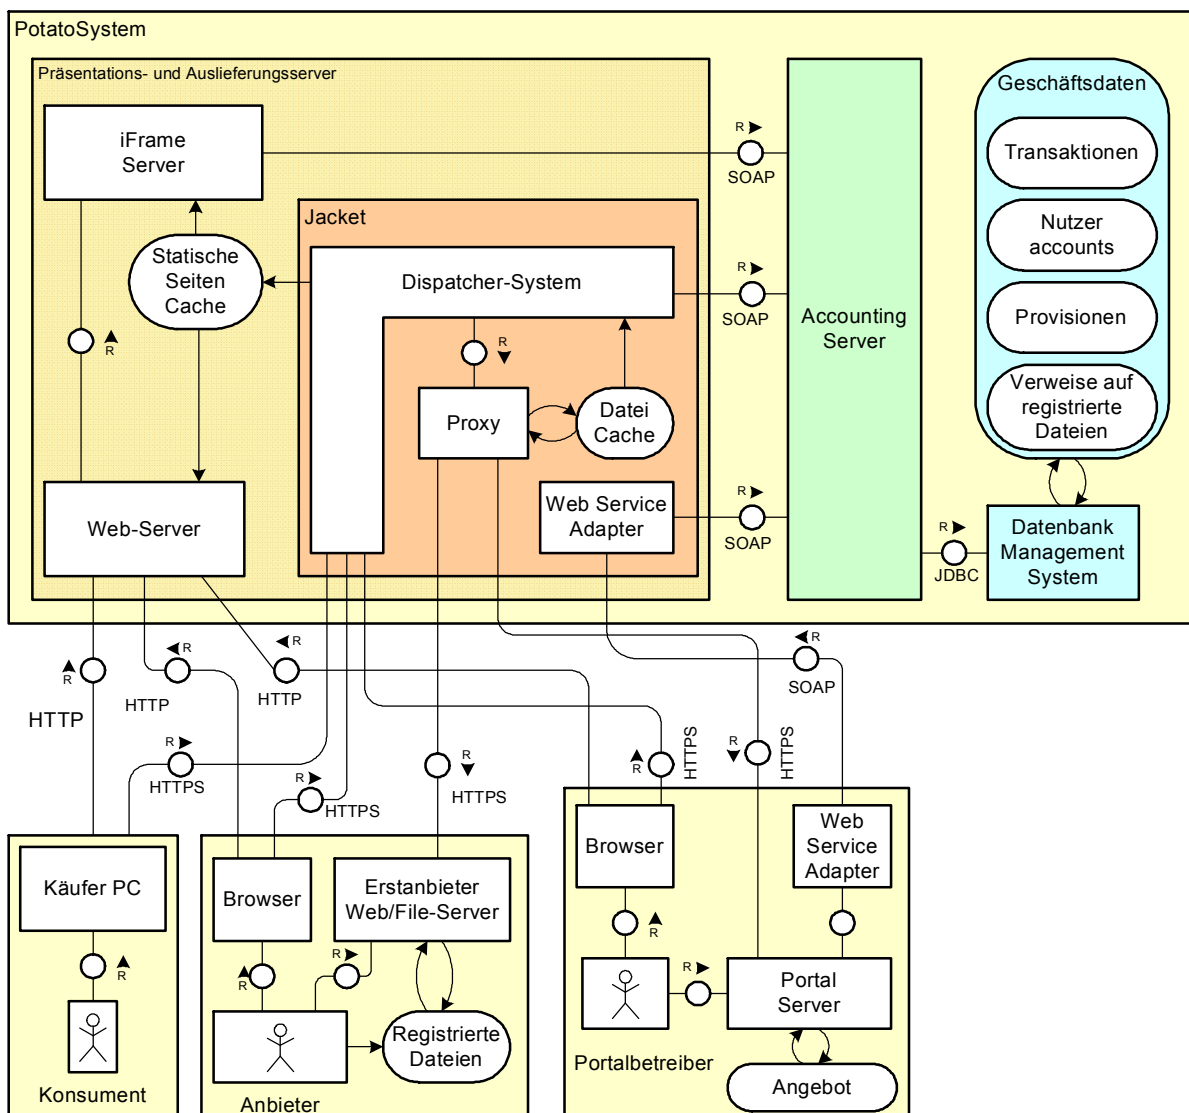 PotatoSystem
Präsentations- und Auslieferungsserver
iFrame
Server
R
SOAP
Geschäftsdaten
Transaktionen
Nutzer
accounts
Provisionen
Verweise auf
registrierte
Dateien
Jacket
Statische
Seiten
Cache
Dispatcher-System
R
SOAP
Accounting
Server
R
R
Proxy
Datei
Cache
Web-Server
Web Service
Adapter
R
SOAP
R
JDBC
Datenbank
Management
System
R
HTTP
R
HTTP
R
HTTP
R
SOAP
R
HTTPS
R
HTTPS
R
HTTPS
R
HTTPS
R
HTTPS
Käufer PC
R
Konsument
Browser
Erstanbieter
Web/File-Server
R
R
Registrierte
Dateien
Anbieter
Browser
Web
Service
Adapter
R
R
Portal
Server
Portalbetreiber
Angebot